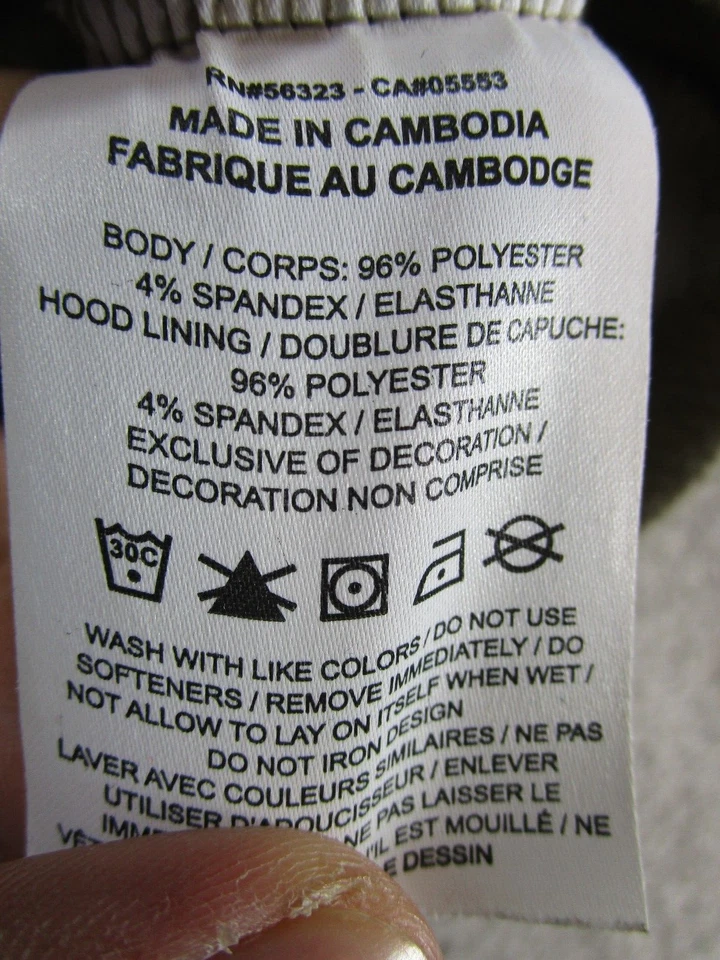 RN#56323 - CA#05553
MADE IN CAMBODIA
FABRIQUE AU CAMBODGE
BODY / CORPS: 96% POLYESTER
4% SPANDEX / ELASTHANNE
HOOD LINING / DOUBLURE DE CAPUCHE:
96% POLYESTER
4% SPANDEX / ELASTHANNE
EXCLUSIVE OF DECORATION /
DECORATION NON COMPRISE
30C
WASH WITH LIKE COLORS / DO NOT USE
SOFTENERS / REMOVE IMMEDIATELY / DO
NOT ALLOW TO LAY ON ITSELF WHEN WET /
DO NOT IRON DESIGN
LAVER AVEC COULEURS SIMILAIRES / NE PAS
UTILISER D'ADOUCISSEUR / ENLEVER
NE PAS LAISSER LE
EST MOUILLÉ / NE
DESSIN